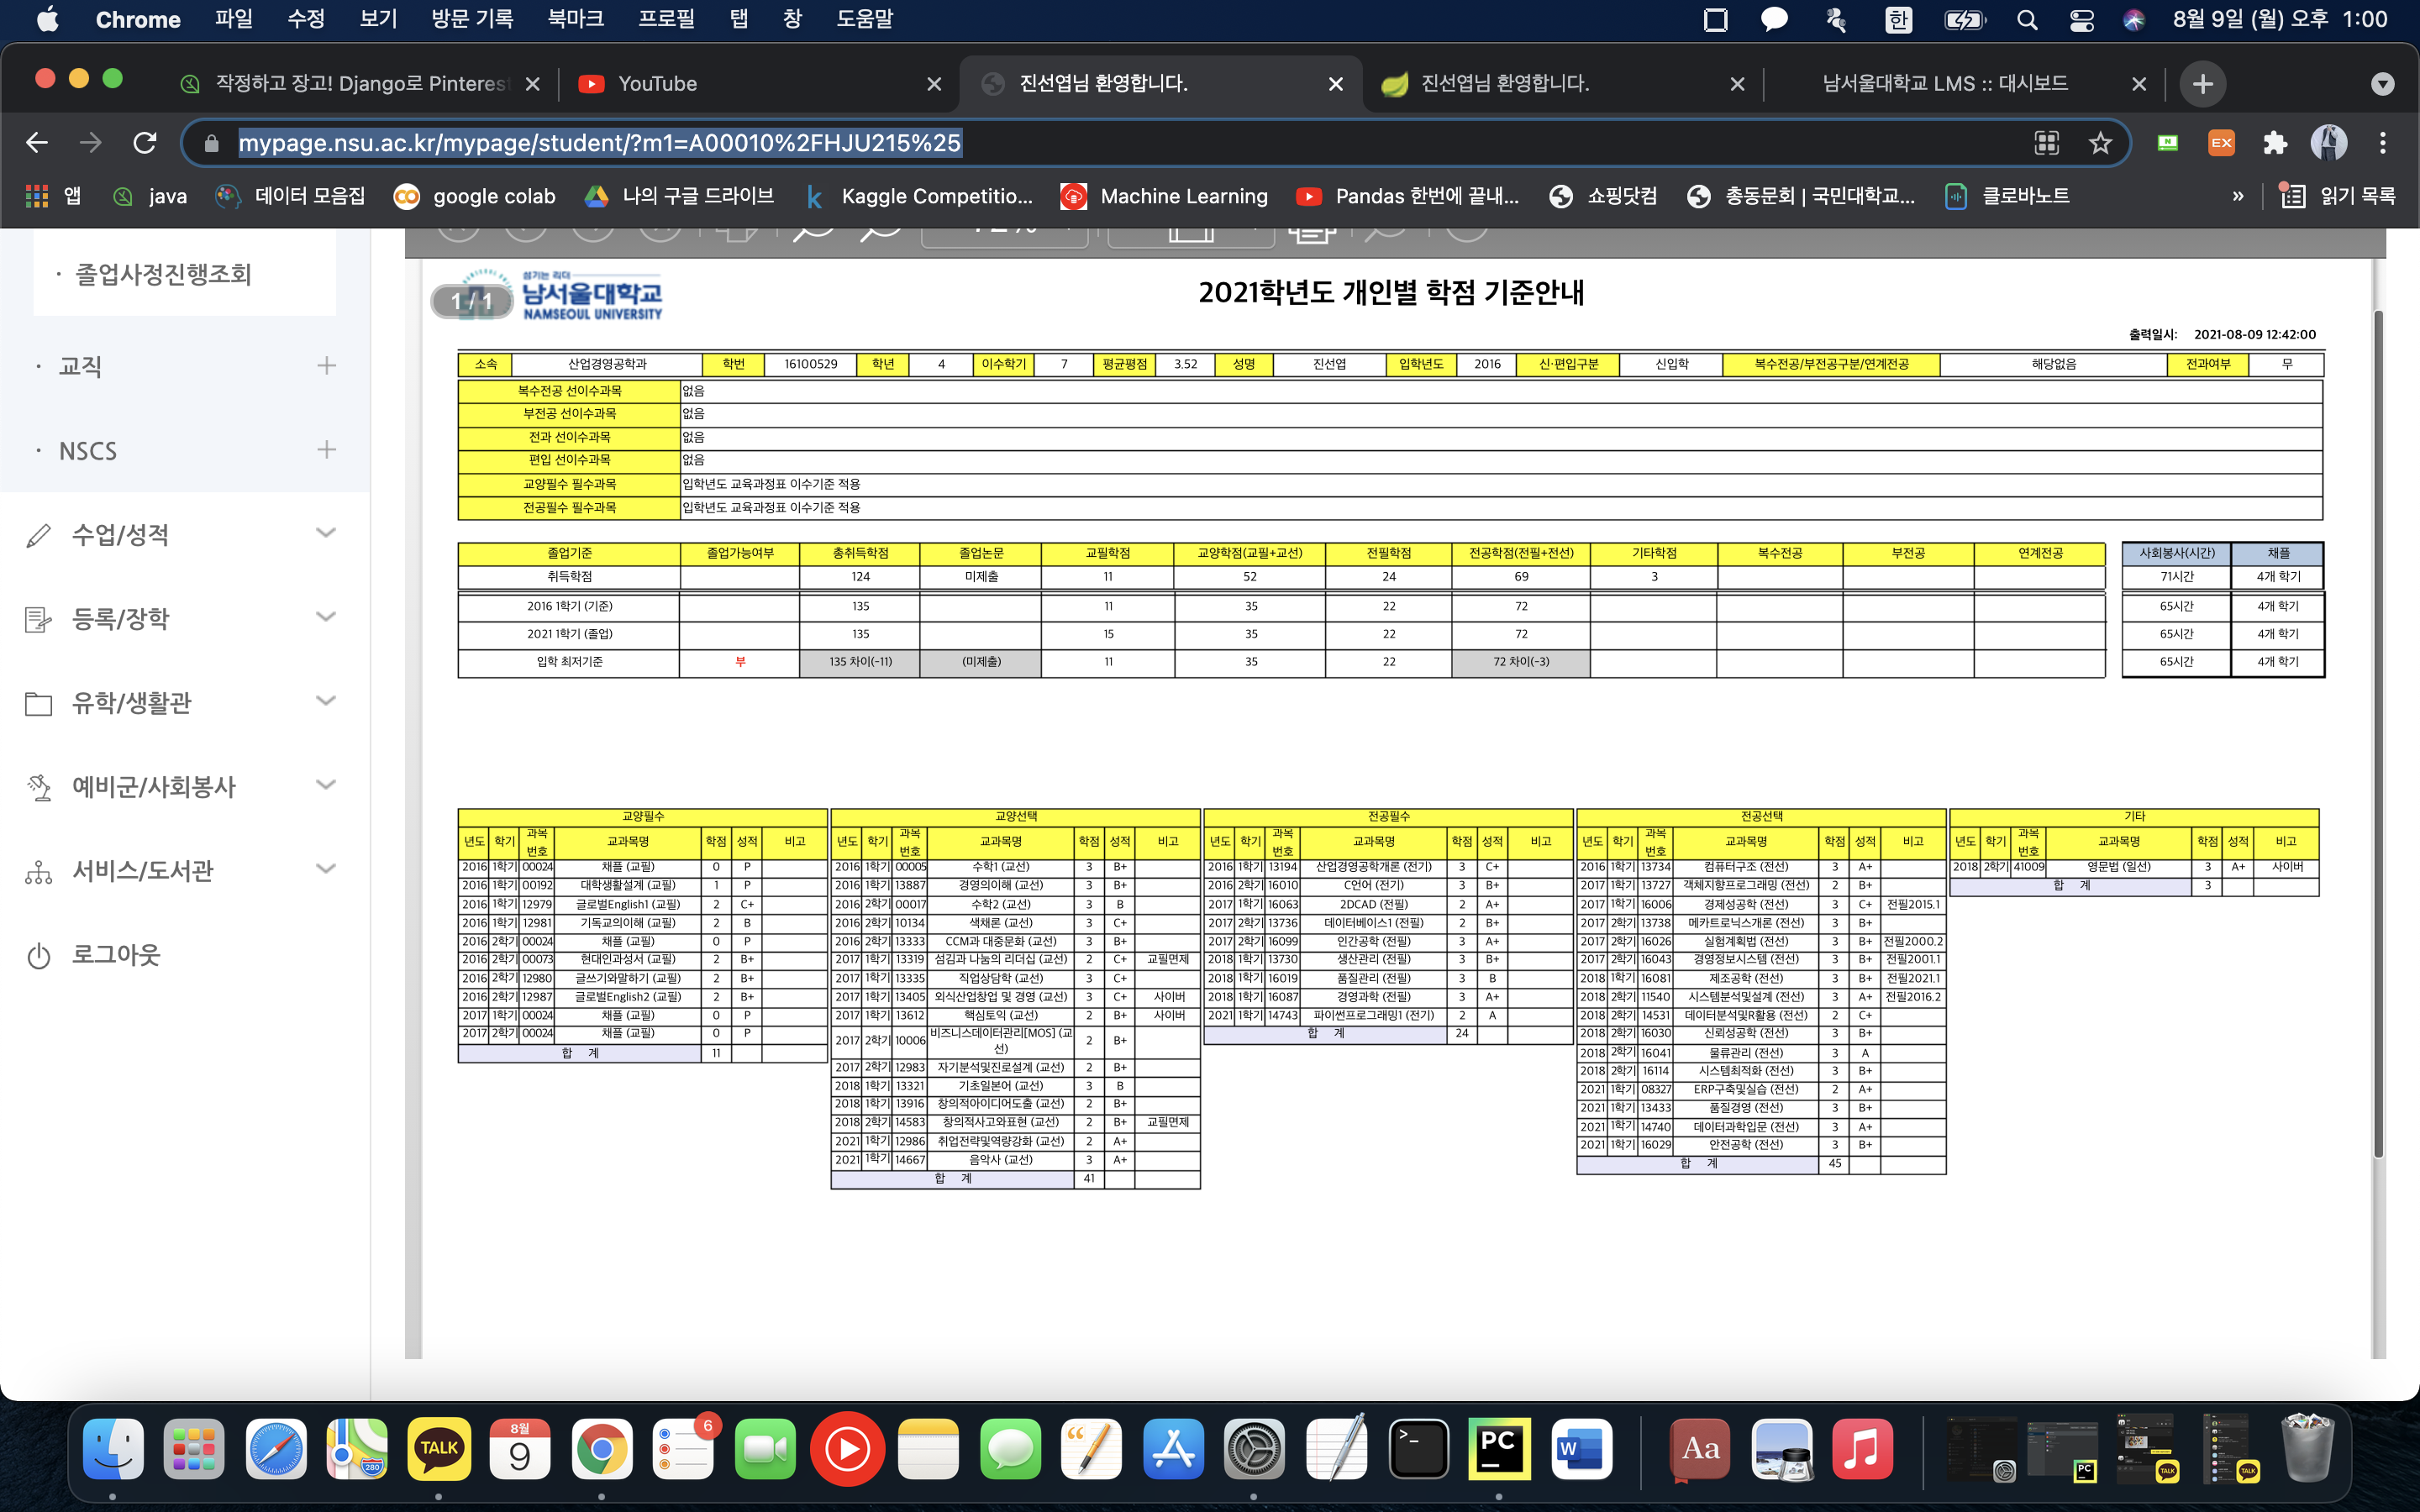 Chrome 파일 수정 보기 방문 기록 북마크 프로필 탭 창 도움말 한 8월 9일 (월) 오후 1:00
작정하고 장고! Django로 Pinterest YouTube 진선엽님 환영합니다. 진선엽님 환영합니다. 남서울대학교 LMS :: 대시보드
mypage.nsu.ac.kr/mypage/student/?m1=A00010%2FHJU215%25 EX
앱 java 데이터 모음집 google colab 나의 구글 드라이브 Kaggle Competitio... Machine Learning Pandas 한번에 끝내... 쇼핑닷컴 총동문회 | 국민대학교... 클로바노트 » 읽기 목록
· 졸업사정진행조회
· 교직
· NSCS
수업/성적
등록/장학
유학/생활관
예비군/사회봉사
서비스/도서관
로그아웃
1 / 1
섬기는 리더
남서울대학교
NAMSEOUL UNIVERSITY
2021학년도 개인별 학점 기준안내
출력일시: 2021-08-09 12:42:00
소속 산업경영공학과 학번 16100529 학년 4 이수학기 7 평균평점 3.52 성명 진선엽 입학년도 2016 신·편입구분 신입학 복수전공/부전공구분/연계전공 해당없음 전과여부 무
복수전공 선이수과목 없음
부전공 선이수과목 없음
전과 선이수과목 없음
편입 선이수과목 없음
교양필수 필수과목 입학년도 교육과정표 이수기준 적용
전공필수 필수과목 입학년도 교육과정표 이수기준 적용
졸업기준 졸업가능여부 총취득학점 졸업논문 교필학점 교양학점(교필+교선) 전필학점 전공학점(전필+전선) 기타학점 복수전공 부전공 연계전공 사회봉사(시간) 채플
취득학점 124 미제출 11 52 24 69 3 71시간 4개 학기
2016 1학기 (기준) 135 11 35 22 72 65시간 4개 학기
2021 1학기 (졸업) 135 15 35 22 72 65시간 4개 학기
입학 최저기준 부 135 차이(-11) (미제출) 11 35 22 72 차이(-3) 65시간 4개 학기
교양필수
년도 학기 과목번호 교과목명 학점 성적 비고
2016 1학기 00024 채플 (교필) 0 P
2016 1학기 00192 대학생활설계 (교필) 1 P
2016 1학기 12979 글로벌English1 (교필) 2 C+
2016 1학기 12981 기독교의이해 (교필) 2 B
2016 2학기 00024 채플 (교필) 0 P
2016 2학기 00073 현대인과성서 (교필) 2 B+
2016 2학기 12980 글쓰기와말하기 (교필) 2 B+
2016 2학기 12987 글로벌English2 (교필) 2 B+
2017 1학기 00024 채플 (교필) 0 P
2017 2학기 00024 채플 (교필) 0 P
합 계 11
교양선택
년도 학기 과목번호 교과목명 학점 성적 비고
2016 1학기 00005 수학1 (교선) 3 B+
2016 1학기 13887 경영의이해 (교선) 3 B+
2016 2학기 00017 수학2 (교선) 3 B
2016 2학기 10134 색채론 (교선) 3 C+
2016 2학기 13333 CCM과 대중문화 (교선) 3 B+
2017 1학기 13319 섬김과 나눔의 리더십 (교선) 2 C+ 교필면제
2017 1학기 13335 직업상담학 (교선) 3 C+
2017 1학기 13405 외식산업창업 및 경영 (교선) 3 C+ 사이버
2017 1학기 13612 핵심토익 (교선) 2 B+ 사이버
2017 2학기 10006 비즈니스데이터관리[MOS] (교선) 2 B+
2017 2학기 12983 자기분석및진로설계 (교선) 2 B+
2018 1학기 13321 기초일본어 (교선) 3 B
2018 1학기 13916 창의적아이디어도출 (교선) 2 B+
2018 2학기 14583 창의적사고와표현 (교선) 2 B+ 교필면제
2021 1학기 12986 취업전략및역량강화 (교선) 2 A+
2021 1학기 14667 음악사 (교선) 3 A+
합 계 41
전공필수
년도 학기 과목번호 교과목명 학점 성적 비고
2016 1학기 13194 산업경영공학개론 (전기) 3 C+
2016 2학기 16010 C언어 (전기) 3 B+
2017 1학기 16063 2DCAD (전필) 2 A+
2017 2학기 13736 데이터베이스1 (전필) 2 B+
2017 2학기 16099 인간공학 (전필) 3 A+
2018 1학기 13730 생산관리 (전필) 3 B+
2018 1학기 16019 품질관리 (전필) 3 B
2018 1학기 16087 경영과학 (전필) 3 A+
2021 1학기 14743 파이썬프로그래밍1 (전기) 2 A
합 계 24
전공선택
년도 학기 과목번호 교과목명 학점 성적 비고
2016 1학기 13734 컴퓨터구조 (전선) 3 A+
2017 1학기 13727 객체지향프로그래밍 (전선) 2 B+
2017 1학기 16006 경제성공학 (전선) 3 C+ 전필2015.1
2017 2학기 13738 메카트로닉스개론 (전선) 3 B+
2017 2학기 16026 실험계획법 (전선) 3 B+ 전필2000.2
2017 2학기 16043 경영정보시스템 (전선) 3 B+ 전필2001.1
2018 1학기 16081 제조공학 (전선) 3 B+ 전필2021.1
2018 2학기 11540 시스템분석및설계 (전선) 3 A+ 전필2016.2
2018 2학기 14531 데이터분석및R활용 (전선) 2 C+
2018 2학기 16030 신뢰성공학 (전선) 3 B+
2018 2학기 16041 물류관리 (전선) 3 A
2018 2학기 16114 시스템최적화 (전선) 3 B+
2021 1학기 08327 ERP구축및실습 (전선) 2 A+
2021 1학기 13433 품질경영 (전선) 3 B+
2021 1학기 14740 데이터과학입문 (전선) 3 A+
2021 1학기 16029 안전공학 (전선) 3 B+
합 계 45
기타
년도 학기 과목번호 교과목명 학점 성적 비고
2018 2학기 41009 영문법 (일선) 3 A+ 사이버
합 계 3
TALK 8월 9 6 280 PC W Aa